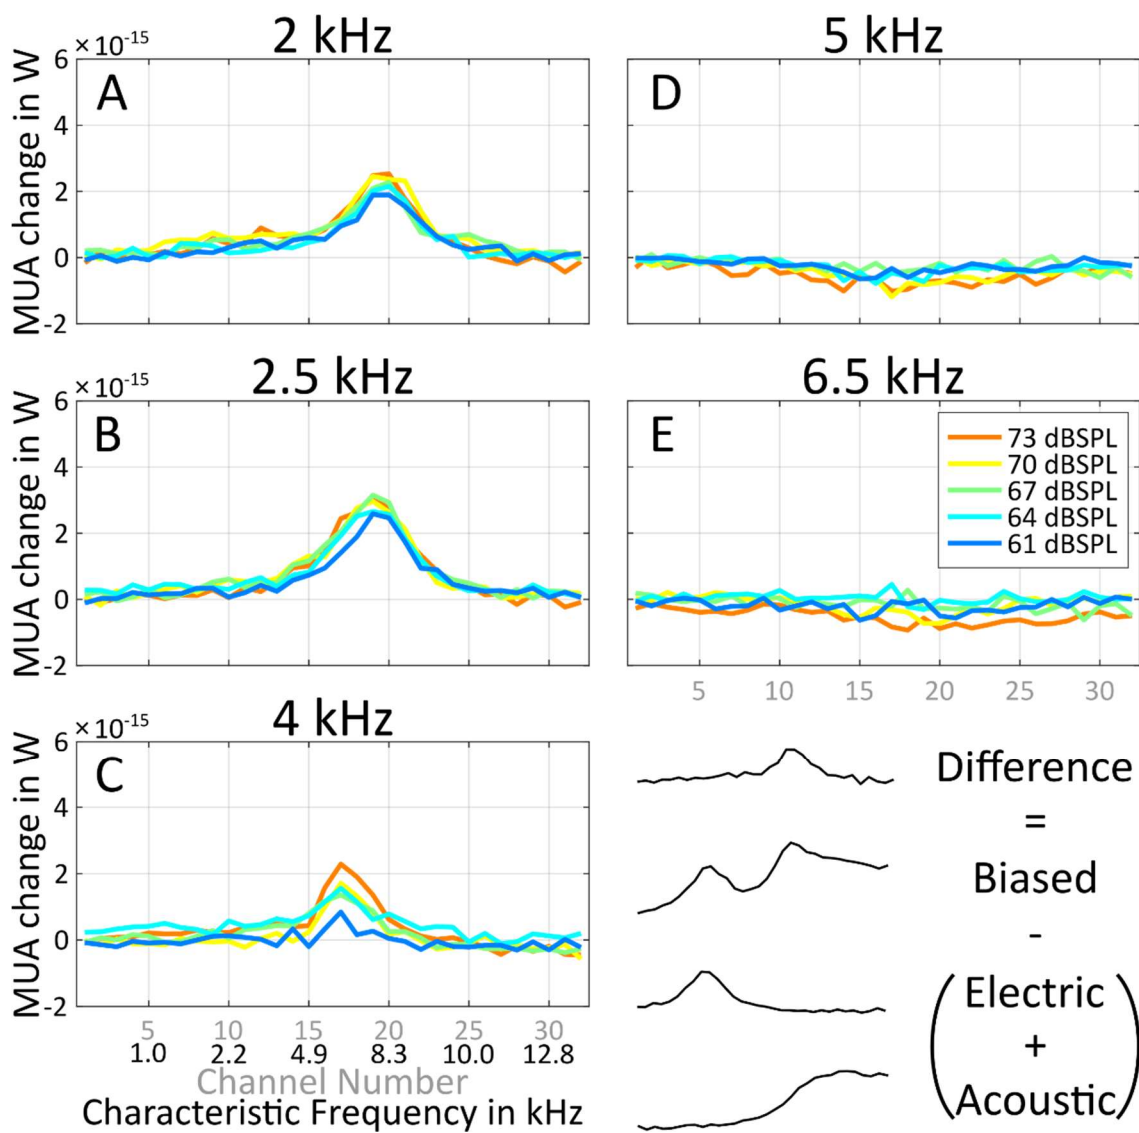 2 kHz
× 10-15
MUA change in W
6
4
2
0
-2
A
5 kHz
D
2.5 kHz
× 10-15
MUA change in W
6
4
2
0
-2
B
6.5 kHz
E
73 dBSPL
70 dBSPL
67 dBSPL
64 dBSPL
61 dBSPL
5 10 15 20 25 30
4 kHz
× 10-15
MUA change in W
6
4
2
0
-2
C
5 10 15 20 25 30
1.0 2.2 4.9 8.3 10.0 12.8
Channel Number
Characteristic Frequency in kHz
Difference
=
Biased
-
(Electric
+
Acoustic)